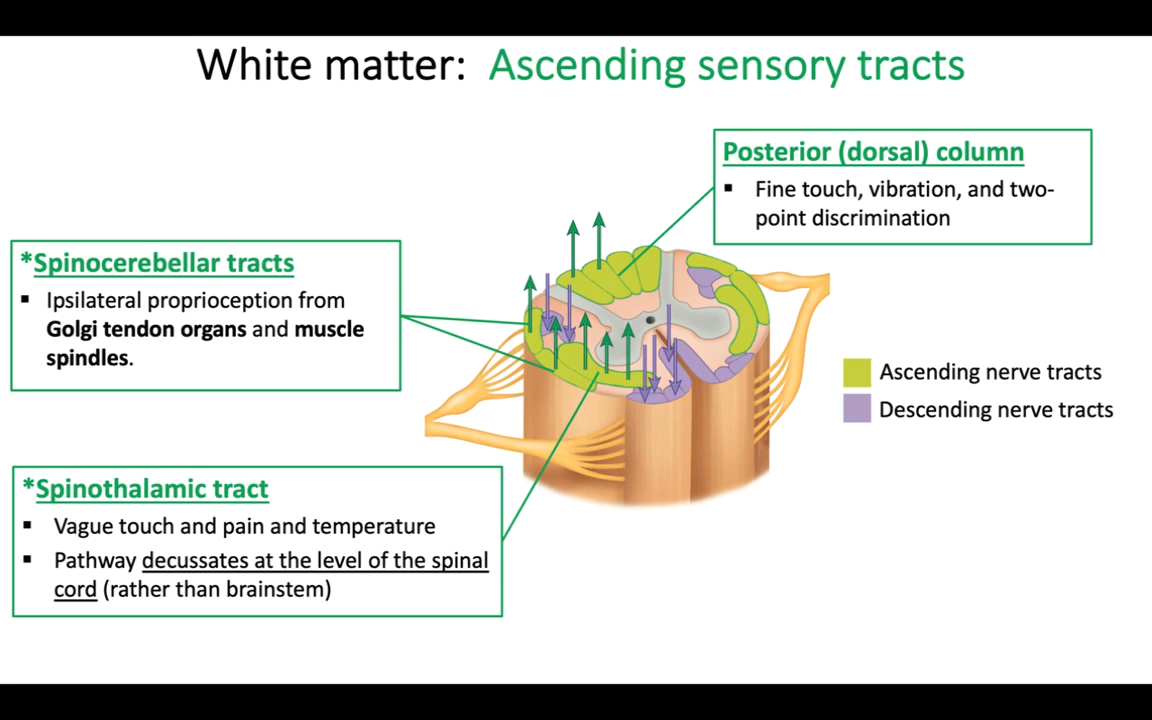 White matter: Ascending sensory tracts
Posterior (dorsal) column
▪ Fine touch, vibration, and two-
point discrimination
*Spinocerebellar tracts
▪ Ipsilateral proprioception from
Golgi tendon organs and muscle
spindles.
Ascending nerve tracts
Descending nerve tracts
*Spinothalamic tract
▪ Vague touch and pain and temperature
▪ Pathway decussates at the level of the spinal
cord (rather than brainstem)